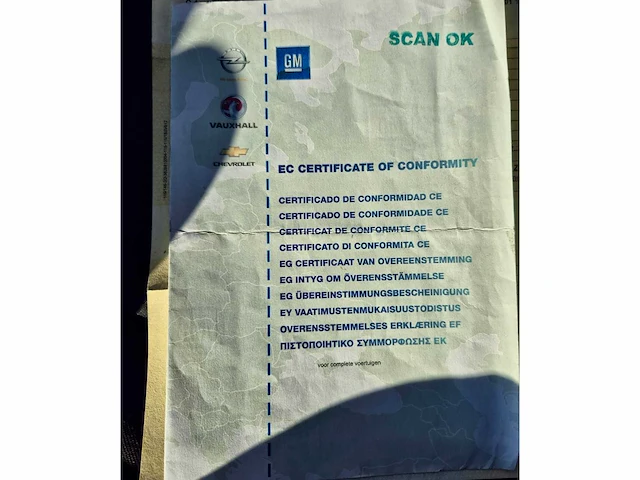 SCAN OK
GM
VAUXHALL
CHEVROLET
EC CERTIFICATE OF CONFORMITY
CERTIFICADO DE CONFORMIDAD CE
CERTIFICADO DE CONFORMIDADE CE
CERTIFICAT DE CONFORMITE CE
CERTIFICATO DI CONFORMITA CE
EG CERTIFICAAT VAN OVEREENSTEMMING
EG INTYG OM ÖVERENSSTÄMMELSE
EG ÜBEREINSTIMMUNGSBESCHEINIGUNG
EY VAATIMUSTENMUKAISUUSTODISTUS
OVERENSSTEMMELSES ERKLÆRING EF
ΠΙΣΤΟΠΟΙΗΤΙΚΟ ΣΥΜΜΟΡΦΩΣΗΣ ΕΚ
voor complete voertuigen